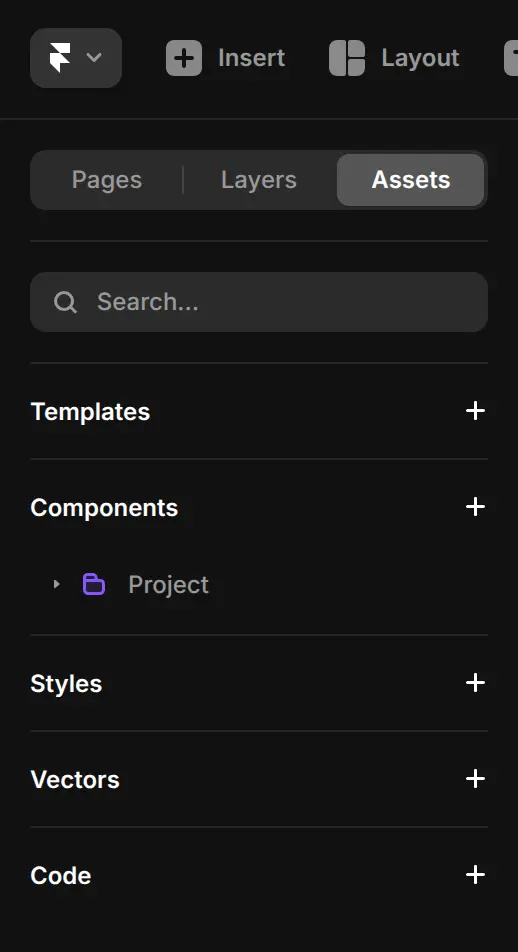 Insert Layout
Pages Layers Assets
Search...
Templates
Components
Project
Styles
Vectors
Code